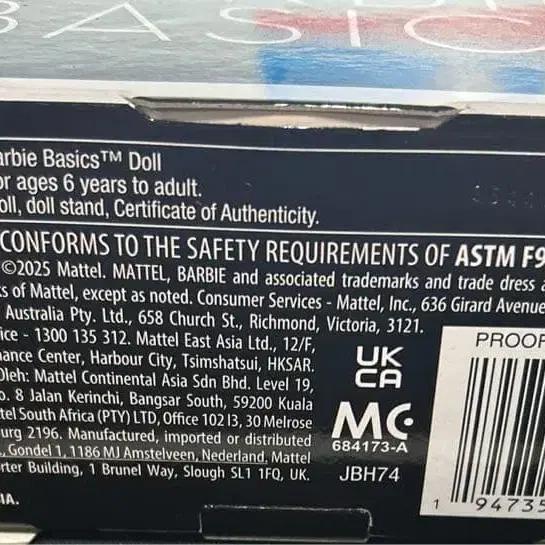 BASIC
arbie Basics™ Doll
or ages 6 years to adult.
oll, doll stand, Certificate of Authenticity.
CONFORMS TO THE SAFETY REQUIREMENTS OF ASTM F9
©2025 Mattel. MATTEL, BARBIE and associated trademarks and trade dress a
s of Mattel, except as noted. Consumer Services - Mattel, Inc., 636 Girard Avenue
Australia Pty. Ltd., 658 Church St., Richmond, Victoria, 3121.
ice - 1300 135 312. Mattel East Asia Ltd., 12/F,
nance Center, Harbour City, Tsimshatsui, HKSAR.
Oleh: Mattel Continental Asia Sdn Bhd. Level 19,
o. 8 Jalan Kerinchi, Bangsar South, 59200 Kuala
tel South Africa (PTY) LTD, Office 102 I3, 30 Melrose
urg 2196. Manufactured, imported or distributed
. Gondel 1, 1186 MJ Amstelveen, Nederland. Mattel
rter Building, 1 Brunel Way, Slough SL1 1FQ, UK.
IA.
UK
CA
MC
684173-A
JBH74
PROOF
1 94735